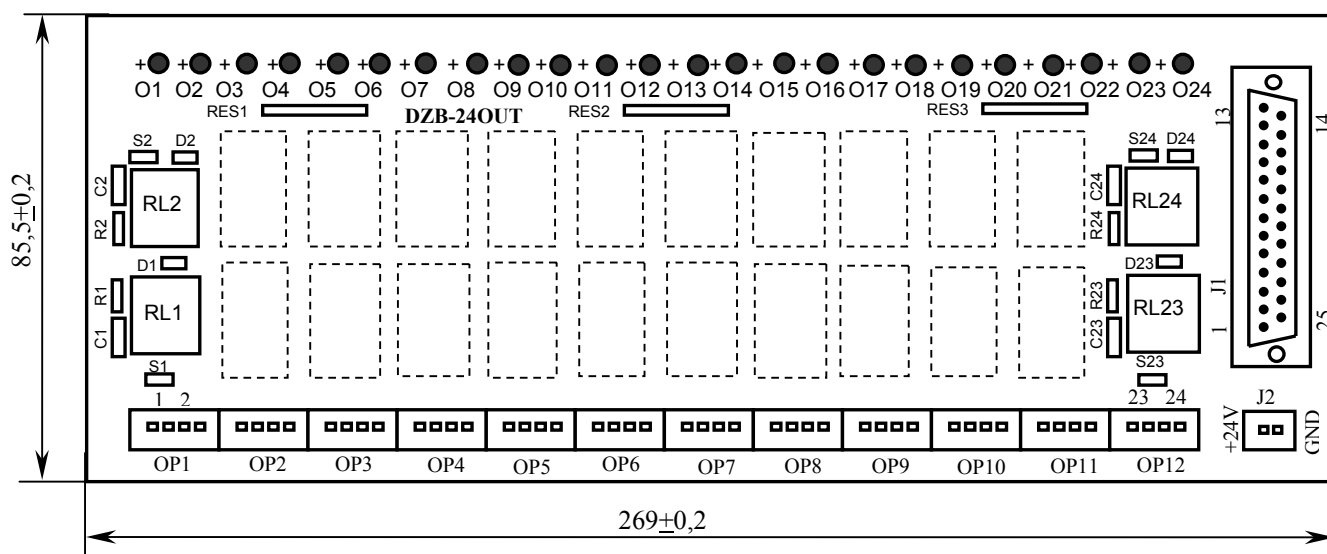 + + + + + + + + + + + + + + + + + + + + + + + +
O1 O2 O3 O4 O5 O6 O7 O8 O9 O10 O11 O12 O13 O14 O15 O16 O17 O18 O19 O20 O21 O22 O23 O24
RES1 DZB-24OUT RES2 RES3
13 14
S2 D2 S24 D24
C2 RL2 C24 RL24
R2 R24
D1 D23
R1 RL1 R23 RL23
C1 C23
J1
1 25
S1 S23
1 2 23 24
J2
+24V GND
OP1 OP2 OP3 OP4 OP5 OP6 OP7 OP8 OP9 OP10 OP11 OP12
85,5±0,2
269±0,2